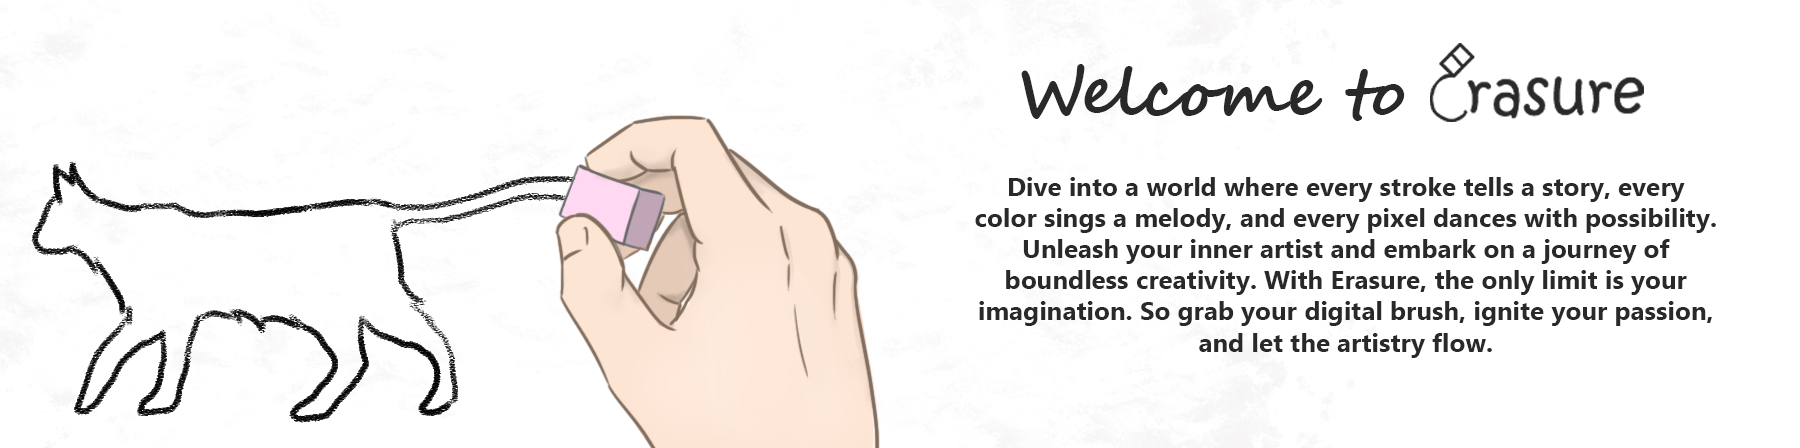 Welcome to Erasure
Dive into a world where every stroke tells a story, every
color sings a melody, and every pixel dances with possibility.
Unleash your inner artist and embark on a journey of
boundless creativity. With Erasure, the only limit is your
imagination. So grab your digital brush, ignite your passion,
and let the artistry flow.